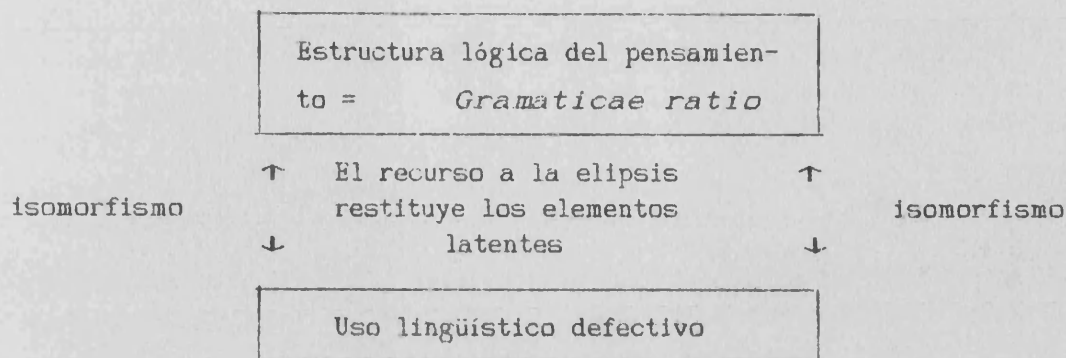 Estructura lógica del pensamien-
to = Gramaticae ratio
↑ El recurso a la elipsis ↑
isomorfismo restituye los elementos isomorfismo
↓ latentes ↓
Uso lingüístico defectivo